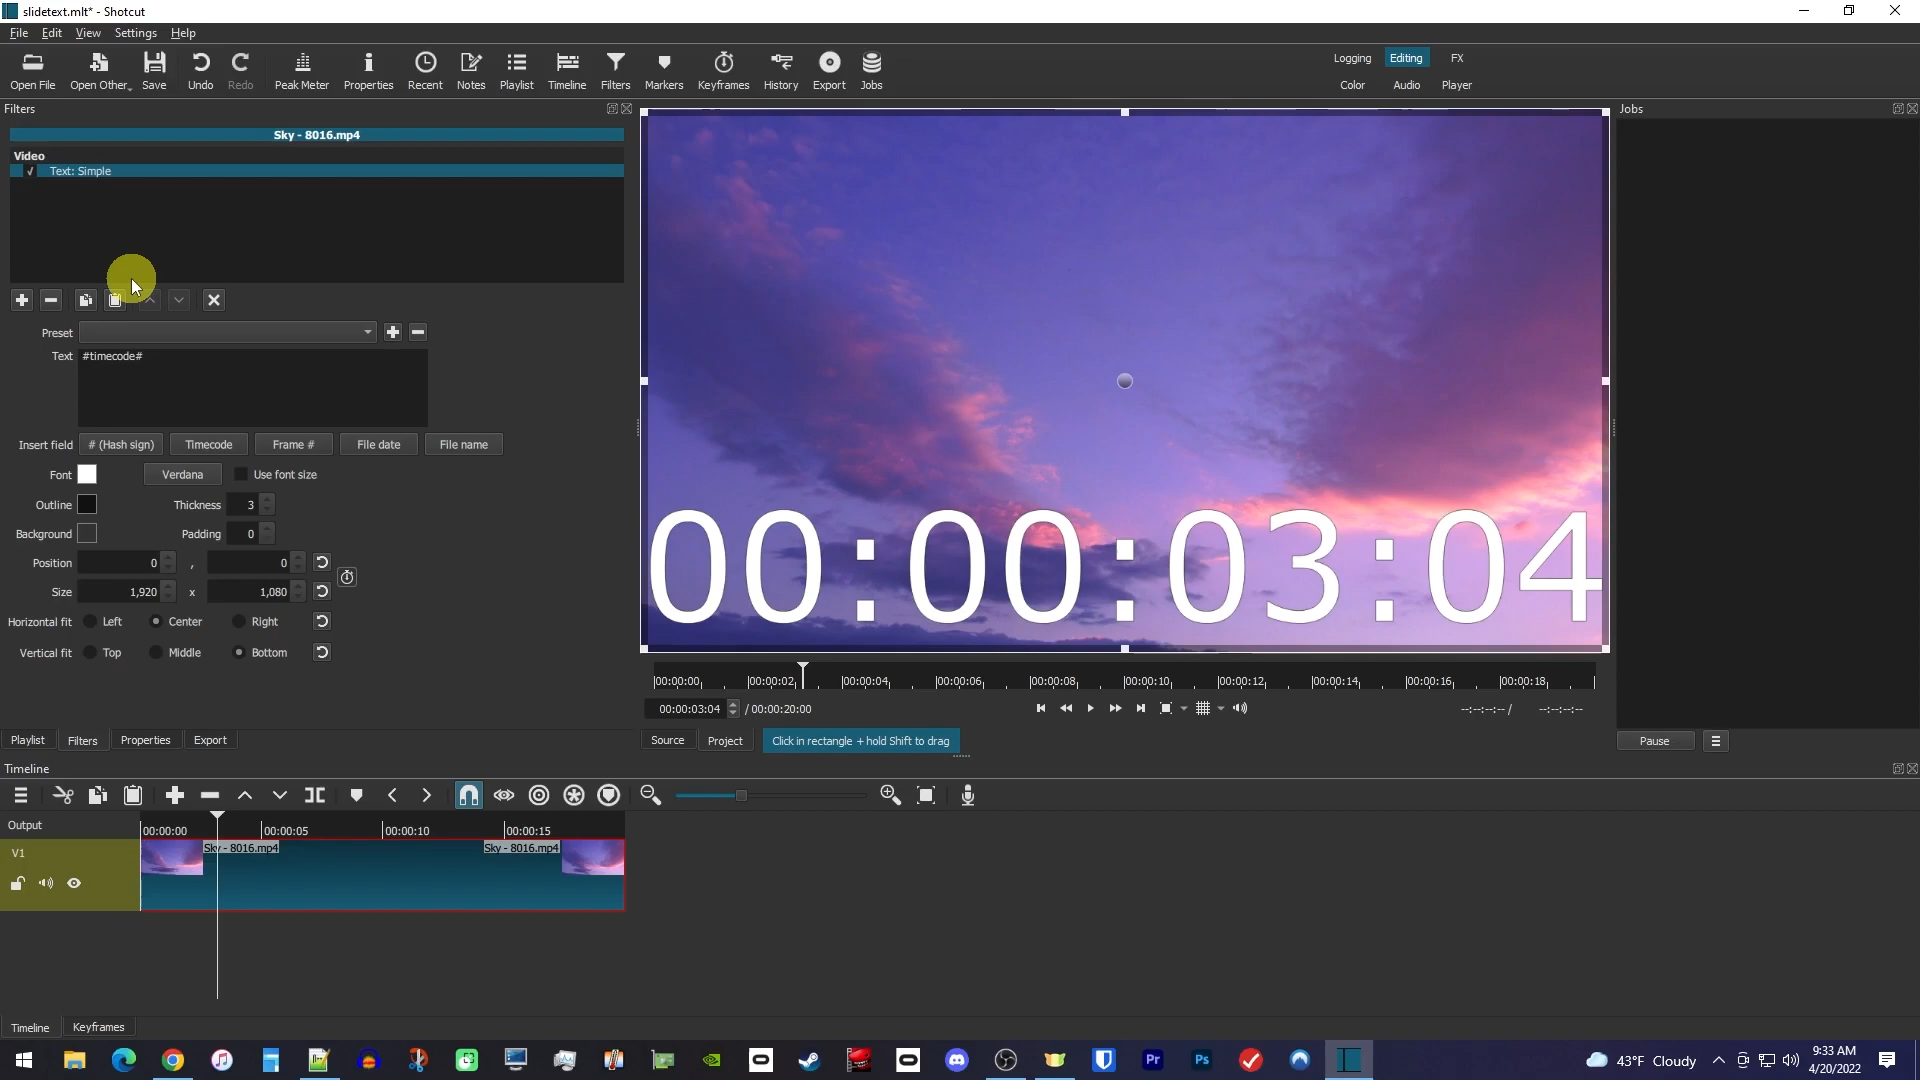 slidetext.mlt* - Shotcut
File Edit View Settings Help
Open File Open Other... Save Undo Redo Peak Meter Properties Recent Notes Playlist Timeline Filters Markers Keyframes History Export Jobs
Logging Editing FX
Color Audio Player
Filters
Jobs
Sky - 8016.mp4
Video
Text: Simple
Preset
Text #timecode#
Insert field # (Hash sign) Timecode Frame # File date File name
Font Verdana Use font size
Outline Thickness 3
Background Padding 0
Position 0 , 0
Size 1,920 x 1,080
Horizontal fit Left Center Right
Vertical fit Top Middle Bottom
00:00:03:04
00:00:00 00:00:02 00:00:04 00:00:06 00:00:08 00:00:10 00:00:12 00:00:14 00:00:16 00:00:18
00:00:03:04 / 00:00:20:00 --:--:--:-- / --:--:--:--
Playlist Filters Properties Export
Source Project Click in rectangle + hold Shift to drag
Pause
Timeline
Output
00:00:00 00:00:05 00:00:10 00:00:15
V1
Sky - 8016.mp4 Sky - 8016.mp4
Timeline Keyframes
43°F Cloudy
9:33 AM
4/20/2022
Pr Ps